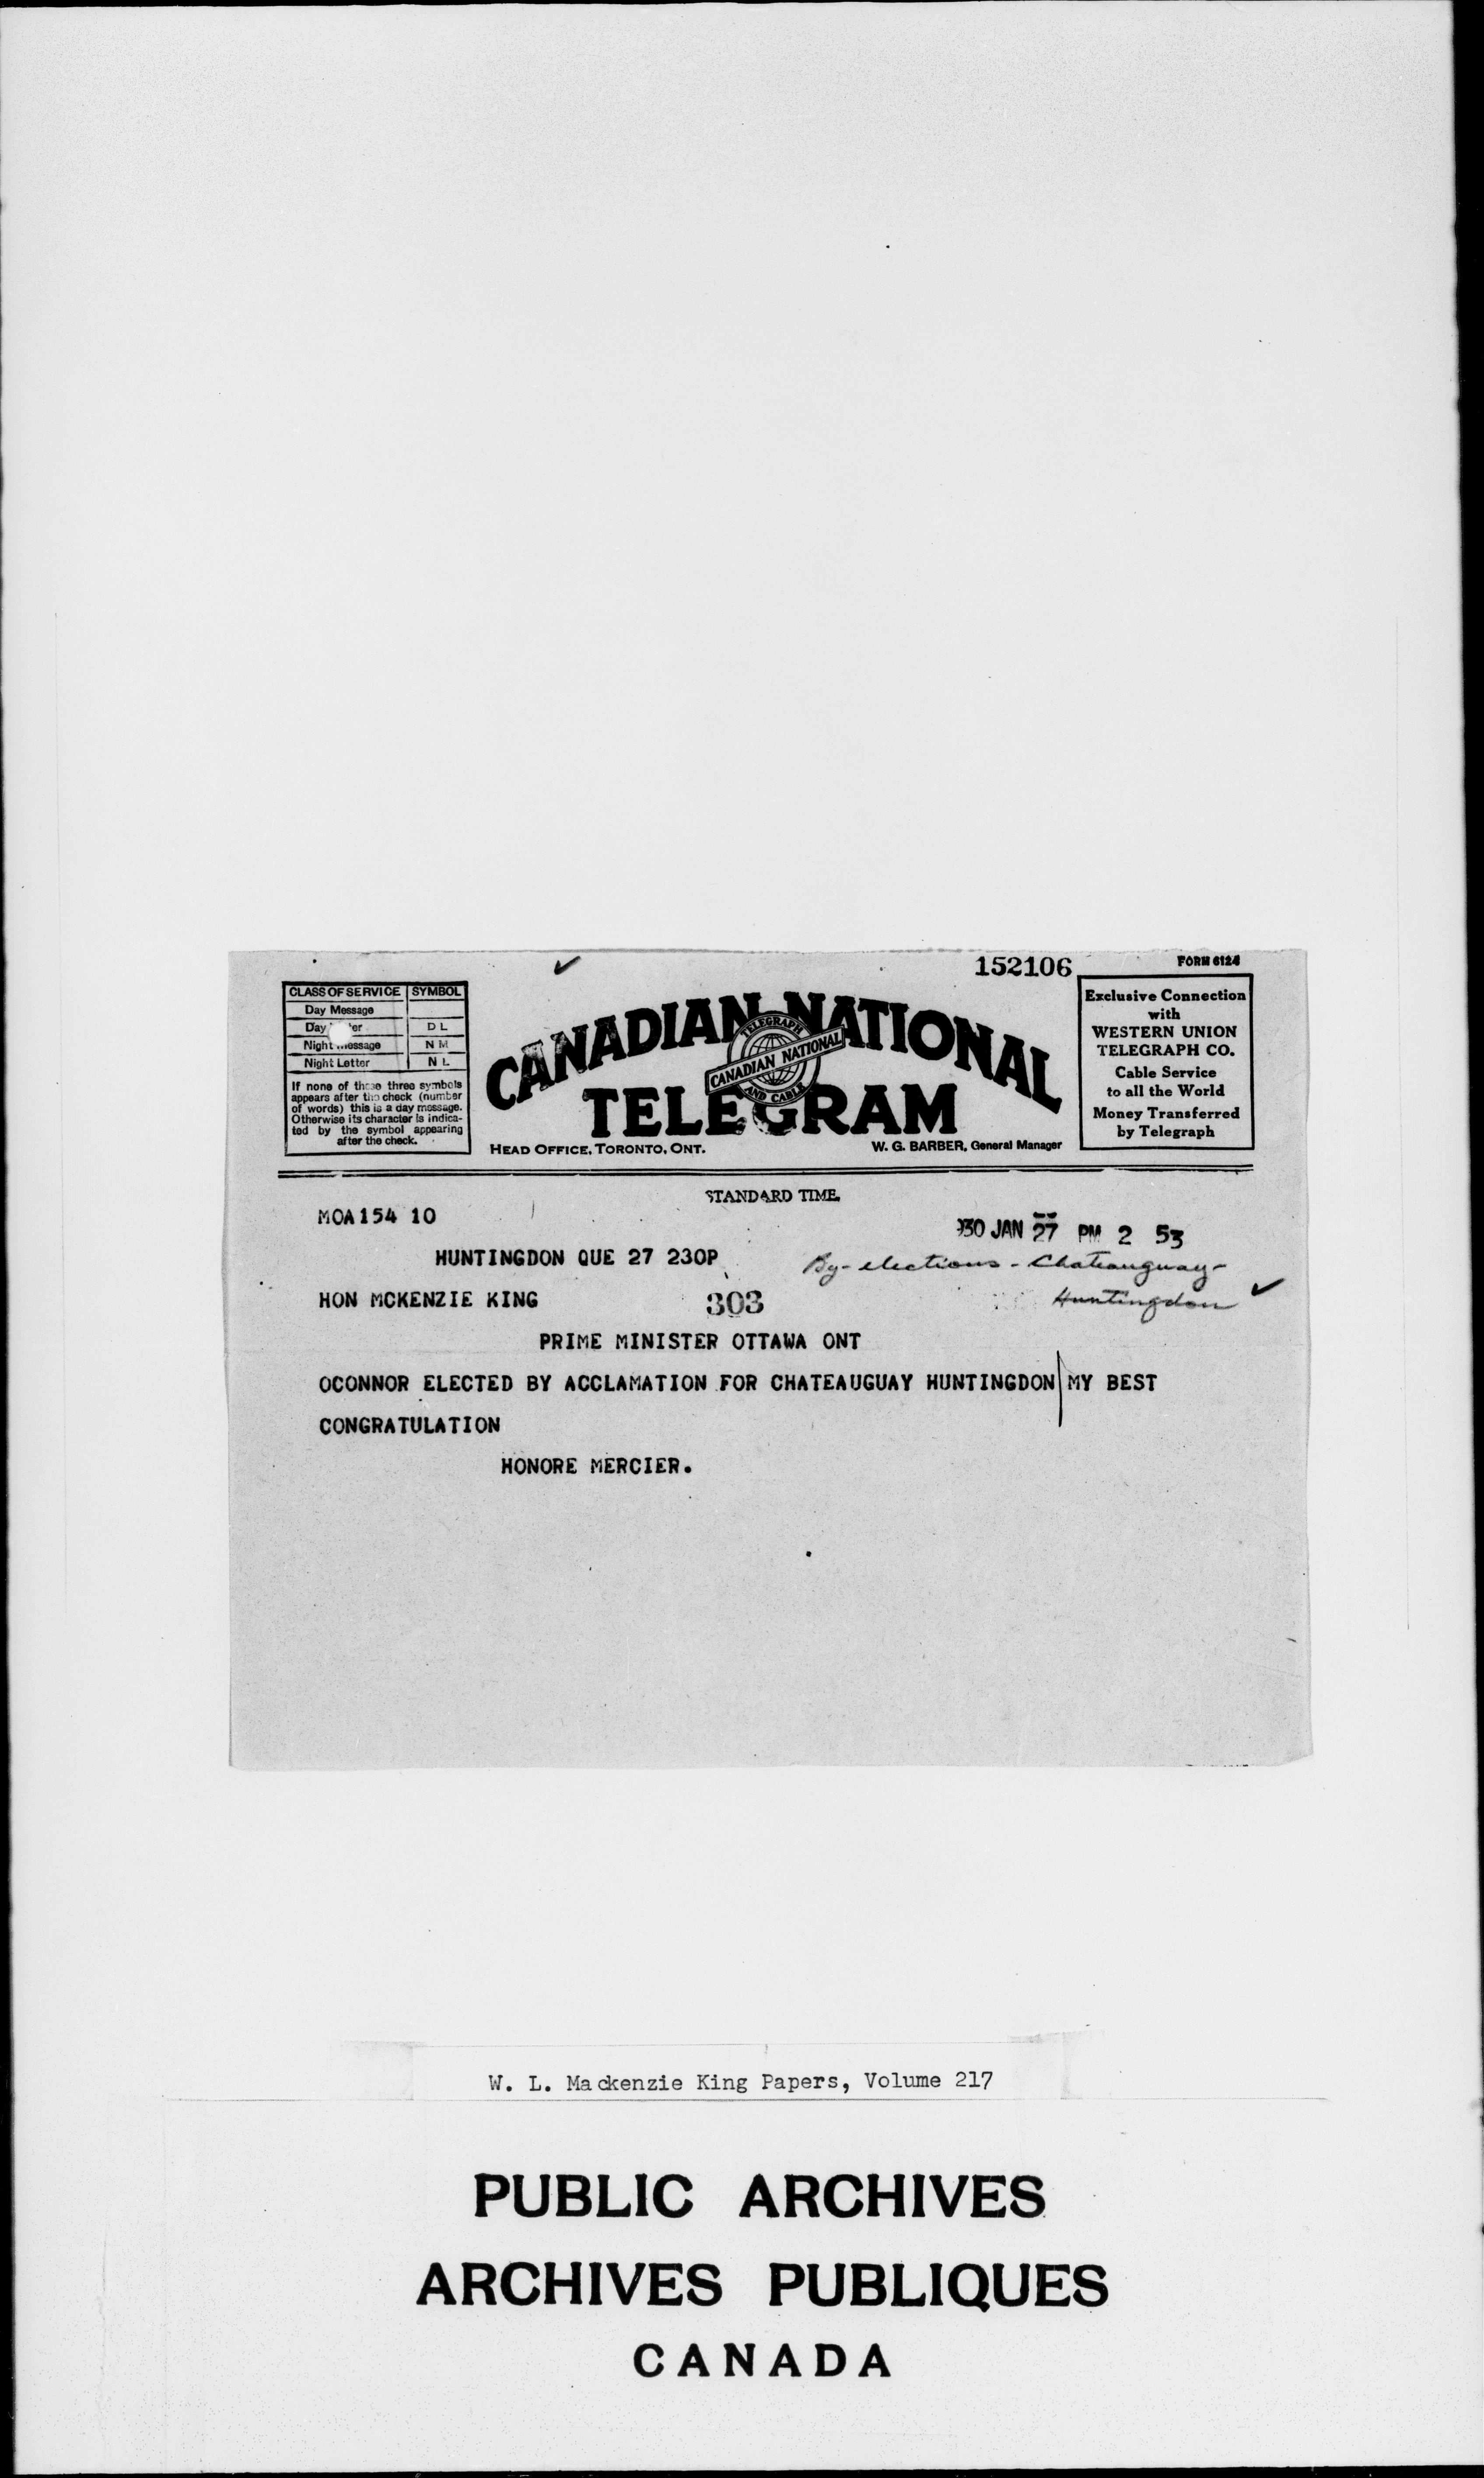 152106
FORM 6124
CLASS OF SERVICE SYMBOL
Day Message
Day DL
Night NM
Night Letter NL
If none of these three symbols
appears after the check (number
of words) this is a day message.
Otherwise its character is indica-
ted by the symbol appearing
after the check.
CANADIAN NATIONAL
TELEGRAM
TELEGRAPH
CANADIAN NATIONAL
AND CABLE
HEAD OFFICE, TORONTO, ONT.
W. G. BARBER, General Manager
Exclusive Connection
with
WESTERN UNION
TELEGRAPH CO.
Cable Service
to all the World
Money Transferred
by Telegraph
STANDARD TIME
MOA154 10
930 JAN 27 PM 2 53
HUNTINGDON QUE 27 230P
By-elections - Chateauguay-
Huntingdon
HON MCKENZIE KING
303
PRIME MINISTER OTTAWA ONT
OCONNOR ELECTED BY ACCLAMATION FOR CHATEAUGUAY HUNTINGDON MY BEST
CONGRATULATION
HONORE MERCIER.
W. L. Mackenzie King Papers, Volume 217
PUBLIC ARCHIVES
ARCHIVES PUBLIQUES
CANADA